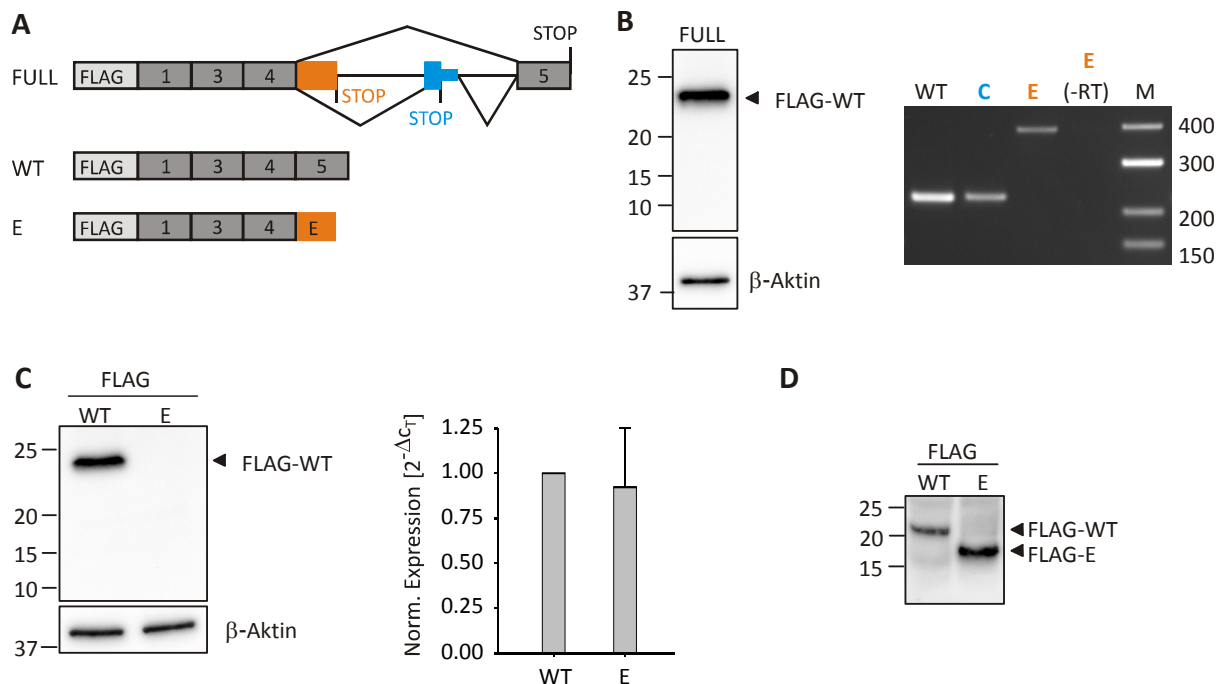 A
STOP
FULL FLAG 1 3 4 5
STOP
STOP
WT FLAG 1 3 4 5
E FLAG 1 3 4 E
B
FULL
25
20
15
10
37
FLAG-WT
β-Aktin
E
WT C E (-RT) M
400
300
200
150
C
FLAG
WT E
25
20
15
10
37
FLAG-WT
β-Aktin
Norm. Expression [2^-ΔcT]
1.25
1.00
0.75
0.50
0.25
0.00
WT E
D
FLAG
WT E
25
20
15
FLAG-WT
FLAG-E